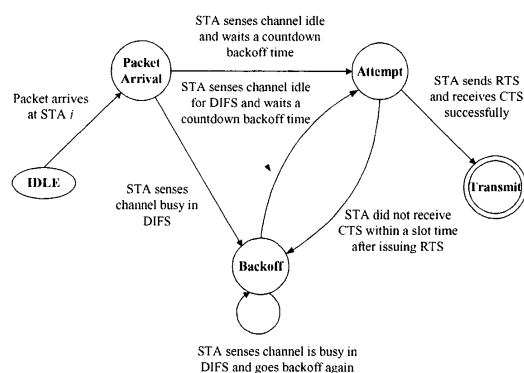 STA senses channel idle
and waits a countdown
backoff time
Packet
Arrival
Attempt
STA senses channel idle
for DIFS and waits a
countdown backoff time
STA sends RTS
and receives CTS
successfully
Packet arrives
at STA i
IDLE
Transmit
STA senses
channel busy in
DIFS
STA did not receive
CTS within a slot time
after issuing RTS
Backoff
STA senses channel is busy in
DIFS and goes backoff again